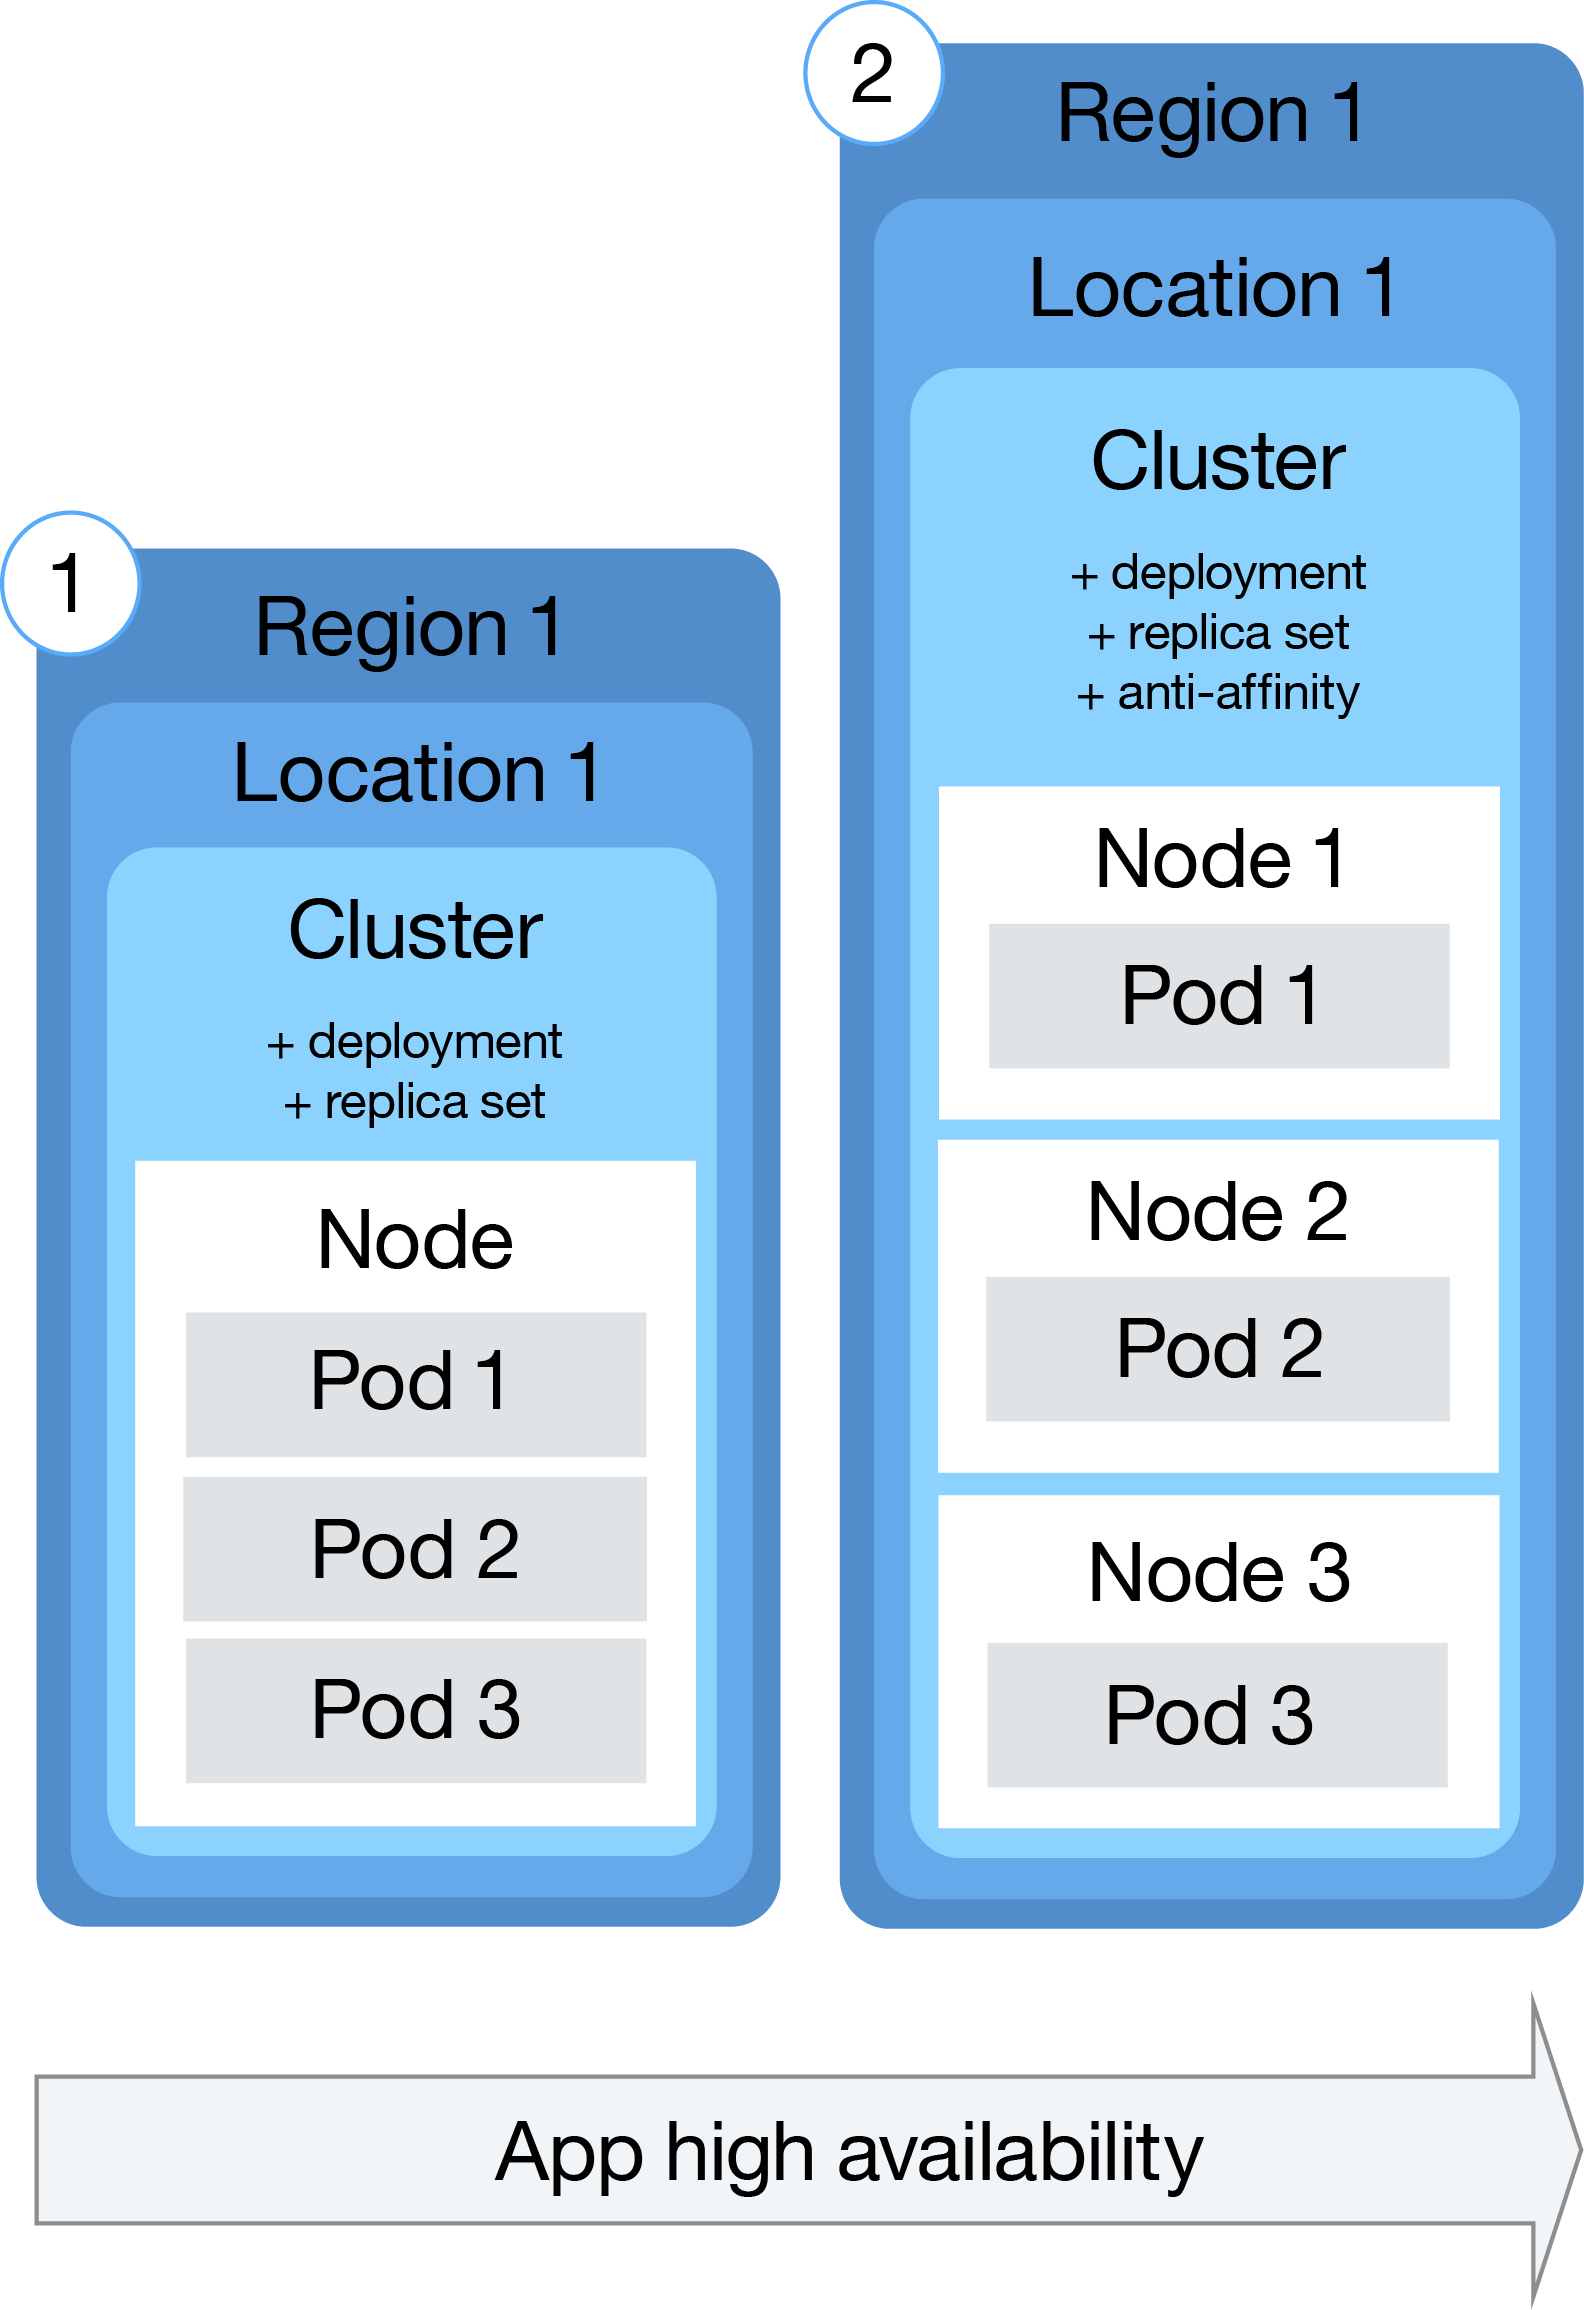 1
Region 1
Location 1
Cluster
+ deployment
+ replica set
Node
Pod 1
Pod 2
Pod 3
2
Region 1
Location 1
Cluster
+ deployment
+ replica set
+ anti-affinity
Node 1
Pod 1
Node 2
Pod 2
Node 3
Pod 3
App high availability